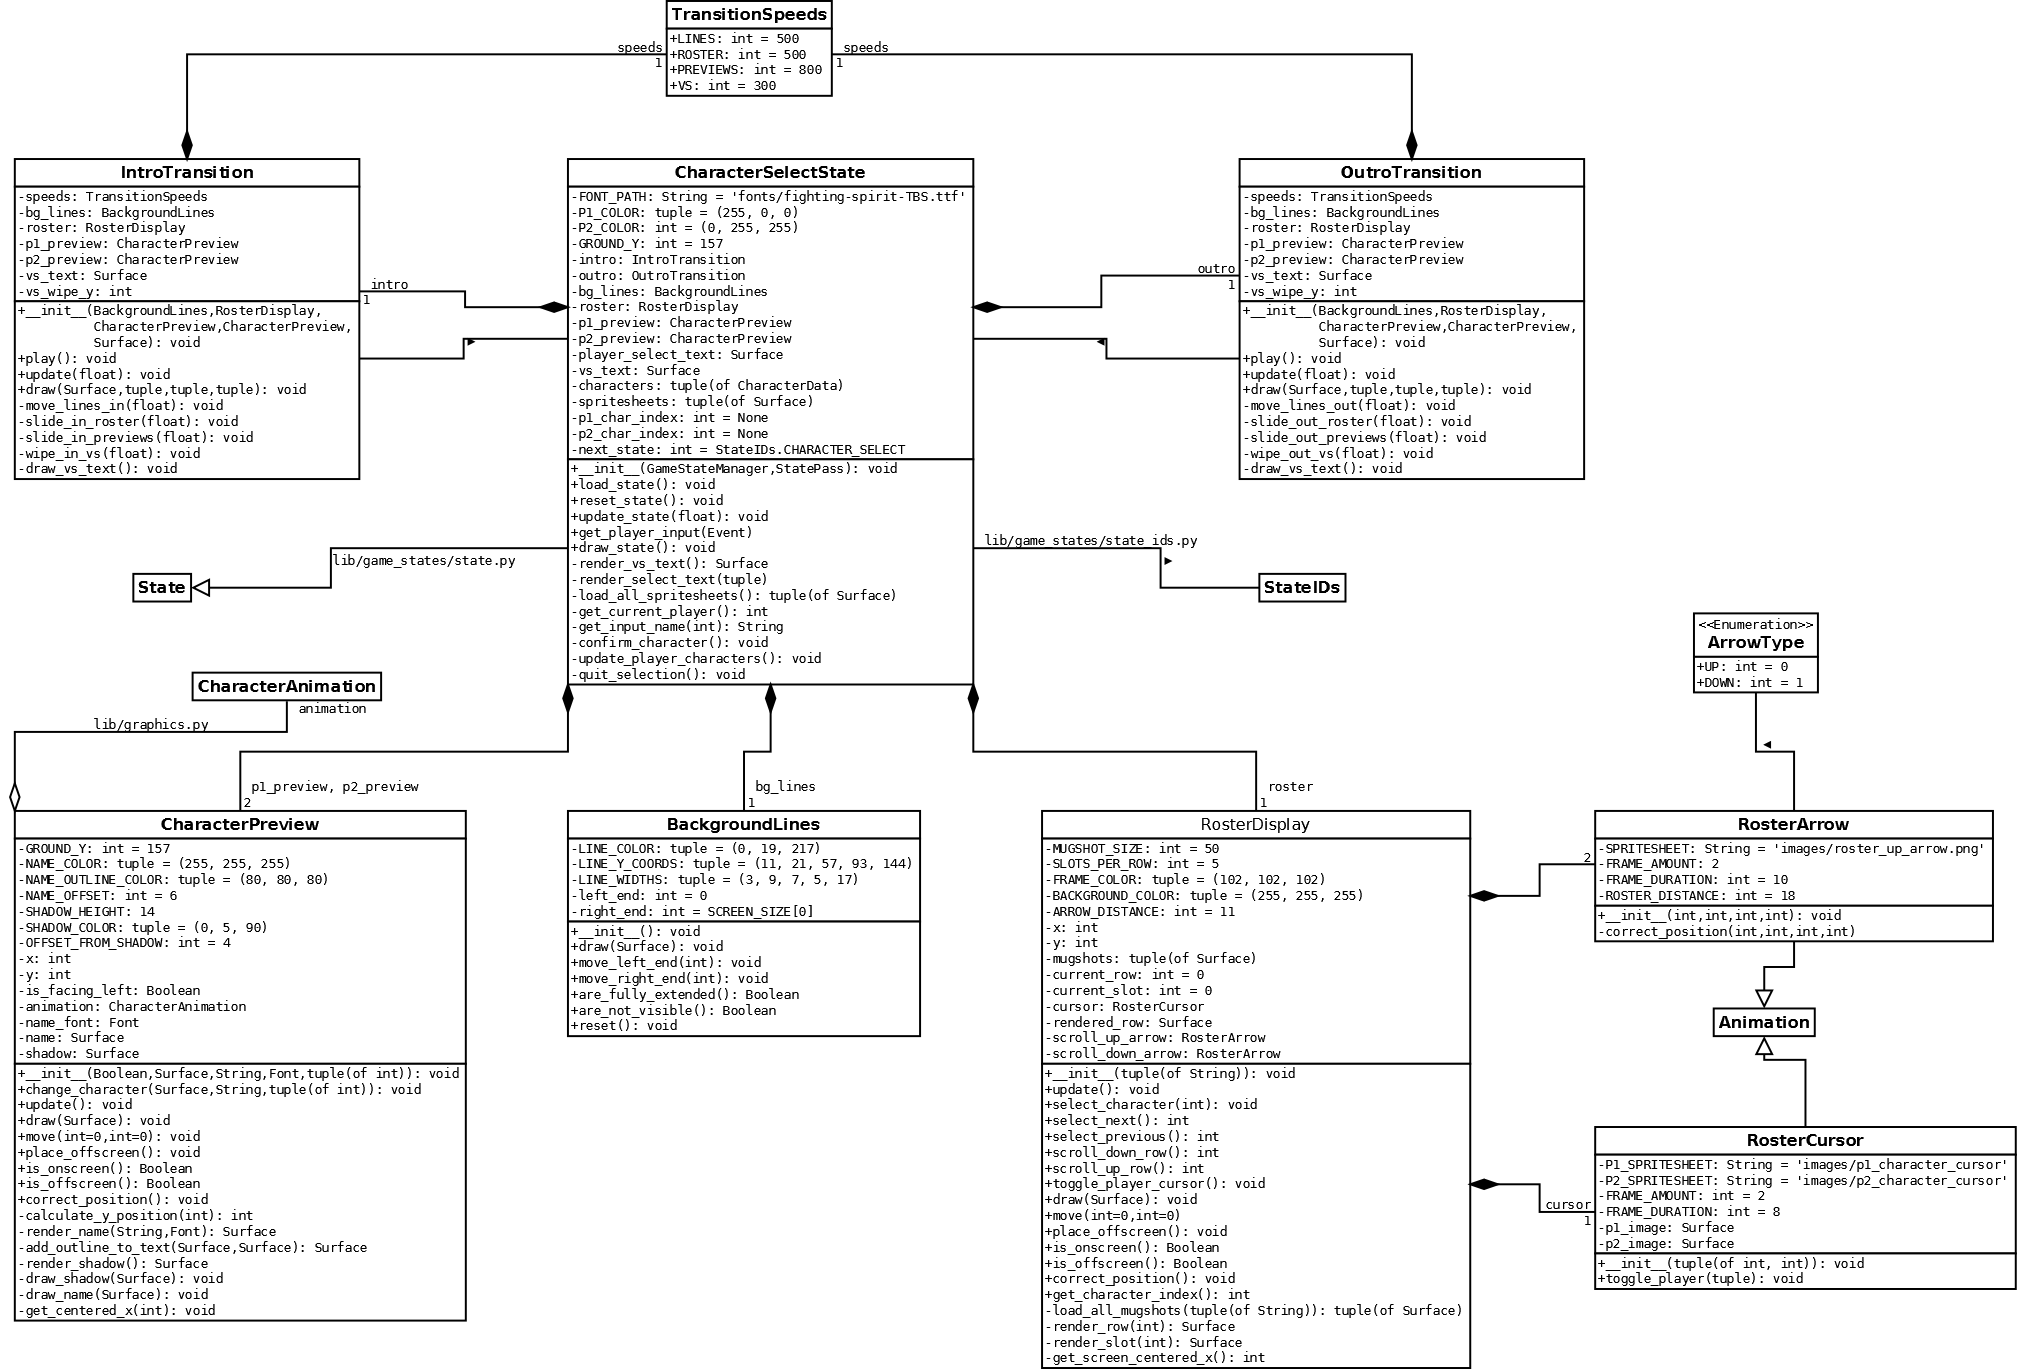 TransitionSpeeds
+LINES: int = 500
+ROSTER: int = 500
+PREVIEWS: int = 800
+VS: int = 300
speeds
1
speeds
1
IntroTransition
-speeds: TransitionSpeeds
-bg_lines: BackgroundLines
-roster: RosterDisplay
-p1_preview: CharacterPreview
-p2_preview: CharacterPreview
-vs_text: Surface
-vs_wipe_y: int
+__init__(BackgroundLines,RosterDisplay,
CharacterPreview,CharacterPreview,
Surface): void
+play(): void
+update(float): void
+draw(Surface,tuple,tuple,tuple): void
-move_lines_in(float): void
-slide_in_roster(float): void
-slide_in_previews(float): void
-wipe_in_vs(float): void
-draw_vs_text(): void
intro
1
CharacterSelectState
-FONT_PATH: String = 'fonts/fighting-spirit-TBS.ttf'
-P1_COLOR: tuple = (255, 0, 0)
-P2_COLOR: int = (0, 255, 255)
-GROUND_Y: int = 157
-intro: IntroTransition
-outro: OutroTransition
-bg_lines: BackgroundLines
-roster: RosterDisplay
-p1_preview: CharacterPreview
-p2_preview: CharacterPreview
-player_select_text: Surface
-vs_text: Surface
-characters: tuple(of CharacterData)
-spritesheets: tuple(of Surface)
-p1_char_index: int = None
-p2_char_index: int = None
-next_state: int = StateIDs.CHARACTER_SELECT
+__init__(GameStateManager,StatePass): void
+load_state(): void
+reset_state(): void
+update_state(float): void
+get_player_input(Event)
+draw_state(): void
-render_vs_text(): Surface
-render_select_text(tuple)
-load_all_spritesheets(): tuple(of Surface)
-get_current_player(): int
-get_input_name(int): String
-confirm_character(): void
-update_player_characters(): void
-quit_selection(): void
outro
1
OutroTransition
-speeds: TransitionSpeeds
-bg_lines: BackgroundLines
-roster: RosterDisplay
-p1_preview: CharacterPreview
-p2_preview: CharacterPreview
-vs_text: Surface
-vs_wipe_y: int
+__init__(BackgroundLines,RosterDisplay,
CharacterPreview,CharacterPreview,
Surface): void
+play(): void
+update(float): void
+draw(Surface,tuple,tuple,tuple): void
-move_lines_out(float): void
-slide_out_roster(float): void
-slide_out_previews(float): void
-wipe_out_vs(float): void
-draw_vs_text(): void
lib/game_states/state.py
State
lib/game_states/state_ids.py
StateIDs
<<Enumeration>>
ArrowType
+UP: int = 0
+DOWN: int = 1
CharacterAnimation
animation
lib/graphics.py
p1_preview, p2_preview
2
bg_lines
1
roster
1
CharacterPreview
-GROUND_Y: int = 157
-NAME_COLOR: tuple = (255, 255, 255)
-NAME_OUTLINE_COLOR: tuple = (80, 80, 80)
-NAME_OFFSET: int = 6
-SHADOW_HEIGHT: 14
-SHADOW_COLOR: tuple = (0, 5, 90)
-OFFSET_FROM_SHADOW: int = 4
-x: int
-y: int
-is_facing_left: Boolean
-animation: CharacterAnimation
-name_font: Font
-name: Surface
-shadow: Surface
+__init__(Boolean,Surface,String,Font,tuple(of int)): void
+change_character(Surface,String,tuple(of int)): void
+update(): void
+draw(Surface): void
+move(int=0,int=0): void
+place_offscreen(): void
+is_onscreen(): Boolean
+is_offscreen(): Boolean
+correct_position(): void
-calculate_y_position(int): int
-render_name(String,Font): Surface
-add_outline_to_text(Surface,Surface): Surface
-render_shadow(): Surface
-draw_shadow(Surface): void
-draw_name(Surface): void
-get_centered_x(int): void
BackgroundLines
-LINE_COLOR: tuple = (0, 19, 217)
-LINE_Y_COORDS: tuple = (11, 21, 57, 93, 144)
-LINE_WIDTHS: tuple = (3, 9, 7, 5, 17)
-left_end: int = 0
-right_end: int = SCREEN_SIZE[0]
+__init__(): void
+draw(Surface): void
+move_left_end(int): void
+move_right_end(int): void
+are_fully_extended(): Boolean
+are_not_visible(): Boolean
+reset(): void
RosterDisplay
-MUGSHOT_SIZE: int = 50
-SLOTS_PER_ROW: int = 5
-FRAME_COLOR: tuple = (102, 102, 102)
-BACKGROUND_COLOR: tuple = (255, 255, 255)
-ARROW_DISTANCE: int = 11
-x: int
-y: int
-mugshots: tuple(of Surface)
-current_row: int = 0
-current_slot: int = 0
-cursor: RosterCursor
-rendered_row: Surface
-scroll_up_arrow: RosterArrow
-scroll_down_arrow: RosterArrow
+__init__(tuple(of String)): void
+update(): void
+select_character(int): void
+select_next(): int
+select_previous(): int
+scroll_down_row(): int
+scroll_up_row(): int
+toggle_player_cursor(): void
+draw(Surface): void
+move(int=0,int=0)
+place_offscreen(): void
+is_onscreen(): Boolean
+is_offscreen(): Boolean
+correct_position(): void
+get_character_index(): int
-load_all_mugshots(tuple(of String)): tuple(of Surface)
-render_row(int): Surface
-render_slot(int): Surface
-get_screen_centered_x(): int
2
RosterArrow
-SPRITESHEET: String = 'images/roster_up_arrow.png'
-FRAME_AMOUNT: 2
-FRAME_DURATION: int = 10
-ROSTER_DISTANCE: int = 18
+__init__(int,int,int,int): void
-correct_position(int,int,int,int)
Animation
cursor
1
RosterCursor
-P1_SPRITESHEET: String = 'images/p1_character_cursor'
-P2_SPRITESHEET: String = 'images/p2_character_cursor'
-FRAME_AMOUNT: int = 2
-FRAME_DURATION: int = 8
-p1_image: Surface
-p2_image: Surface
+__init__(tuple(of int, int)): void
+toggle_player(tuple): void